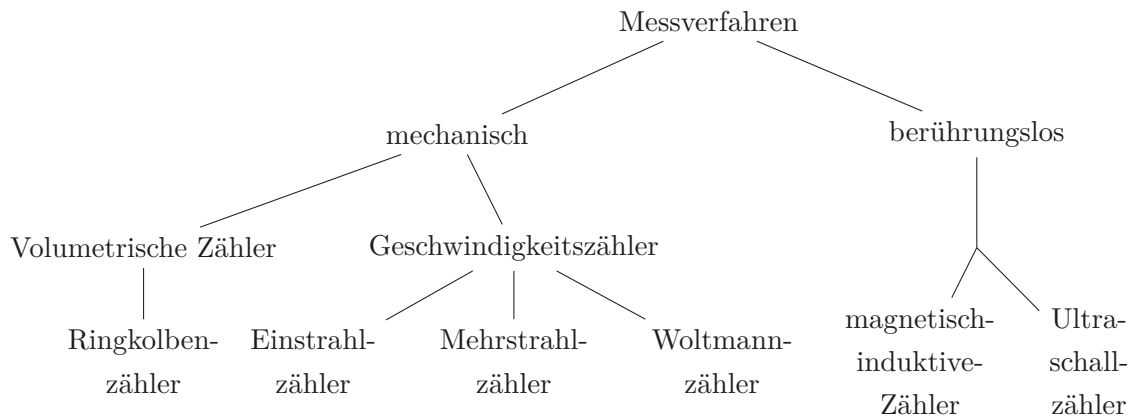 Messverfahren
mechanisch
berührungslos
Volumetrische Zähler
Geschwindigkeitszähler
Ringkolben-
zähler
Einstrahl-
zähler
Mehrstrahl-
zähler
Woltmann-
zähler
magnetisch-
induktive-
Zähler
Ultra-
schall-
zähler